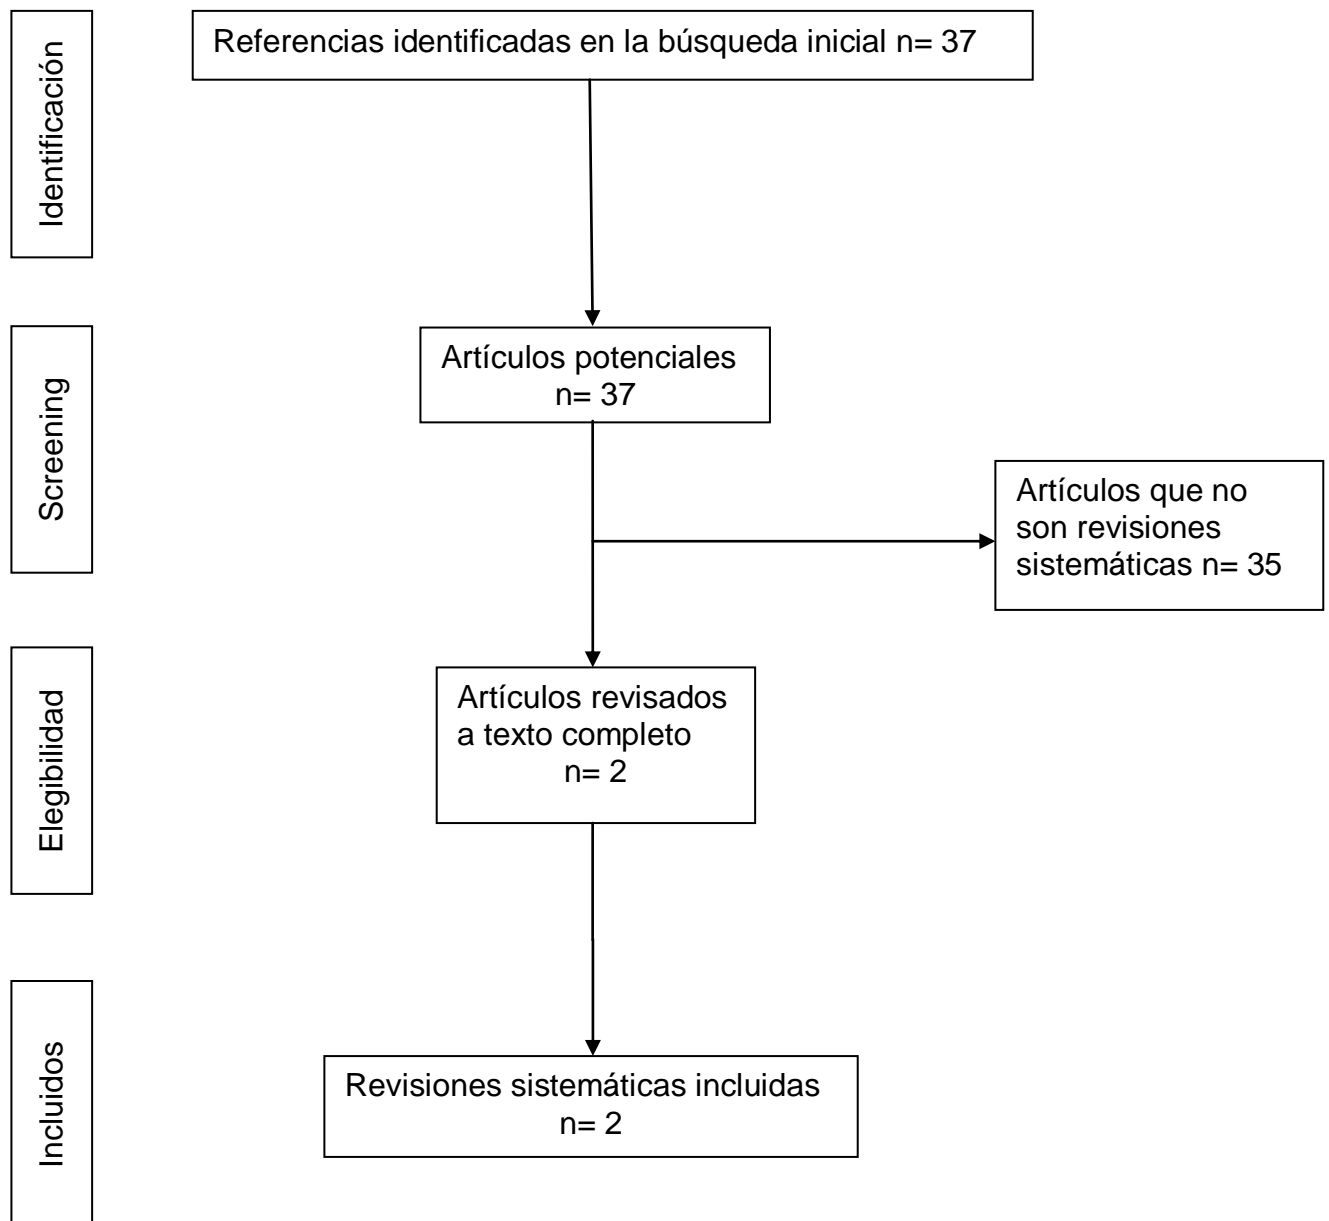 Identificación
Referencias identificadas en la búsqueda inicial n= 37
Screening
Artículos potenciales
n= 37
Artículos que no
son revisiones
sistemáticas n= 35
Elegibilidad
Artículos revisados
a texto completo
n= 2
Incluidos
Revisiones sistemáticas incluidas
n= 2